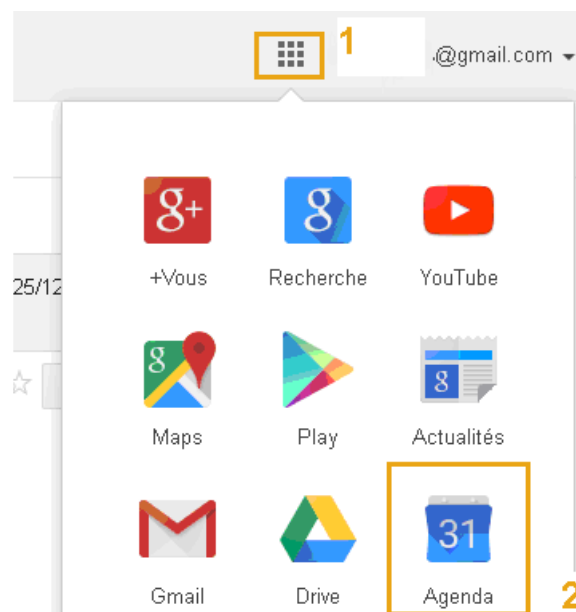 1
.@gmail.com
g+
g
+Vous
Recherche
YouTube
25/12
g
g
Maps
Play
Actualités
31
Gmail
Drive
Agenda
2